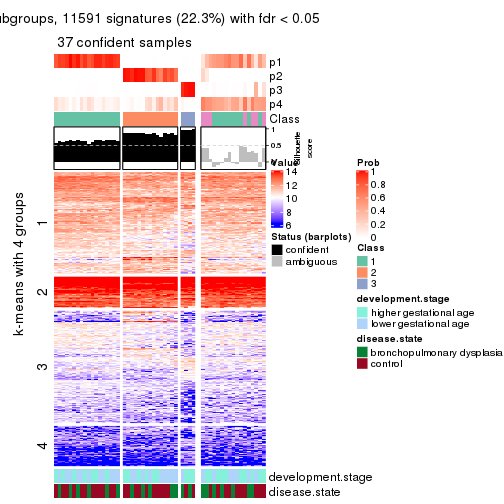 ubgroups, 11591 signatures (22.3%) with fdr < 0.05
37 confident samples
p1
p2
p3
p4
Class
1
0.5
0
Silhouette
score
k-means with 4 groups
1
2
3
4
Value
14
12
10
8
6
Status (barplots)
confident
ambiguous
Prob
1
0.8
0.6
0.4
0.2
0
Class
1
2
3
development.stage
higher gestational age
lower gestational age
disease.state
bronchopulmonary dysplasia
control
development.stage
disease.state